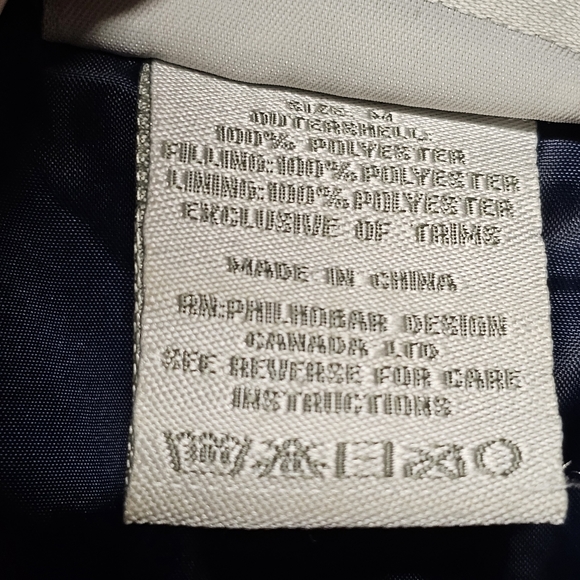 SIZE M
OUTERSHELL:
100% POLYESTER
FILLING:100% POLYESTER
LINING:100% POLYESTER
EXCLUSIVE OF TRIMS
MADE IN CHINA
RN:PHILHOBAR DESIGN
CANADA LTD
SEE REVERSE FOR CARE
INSTRUCTIONS